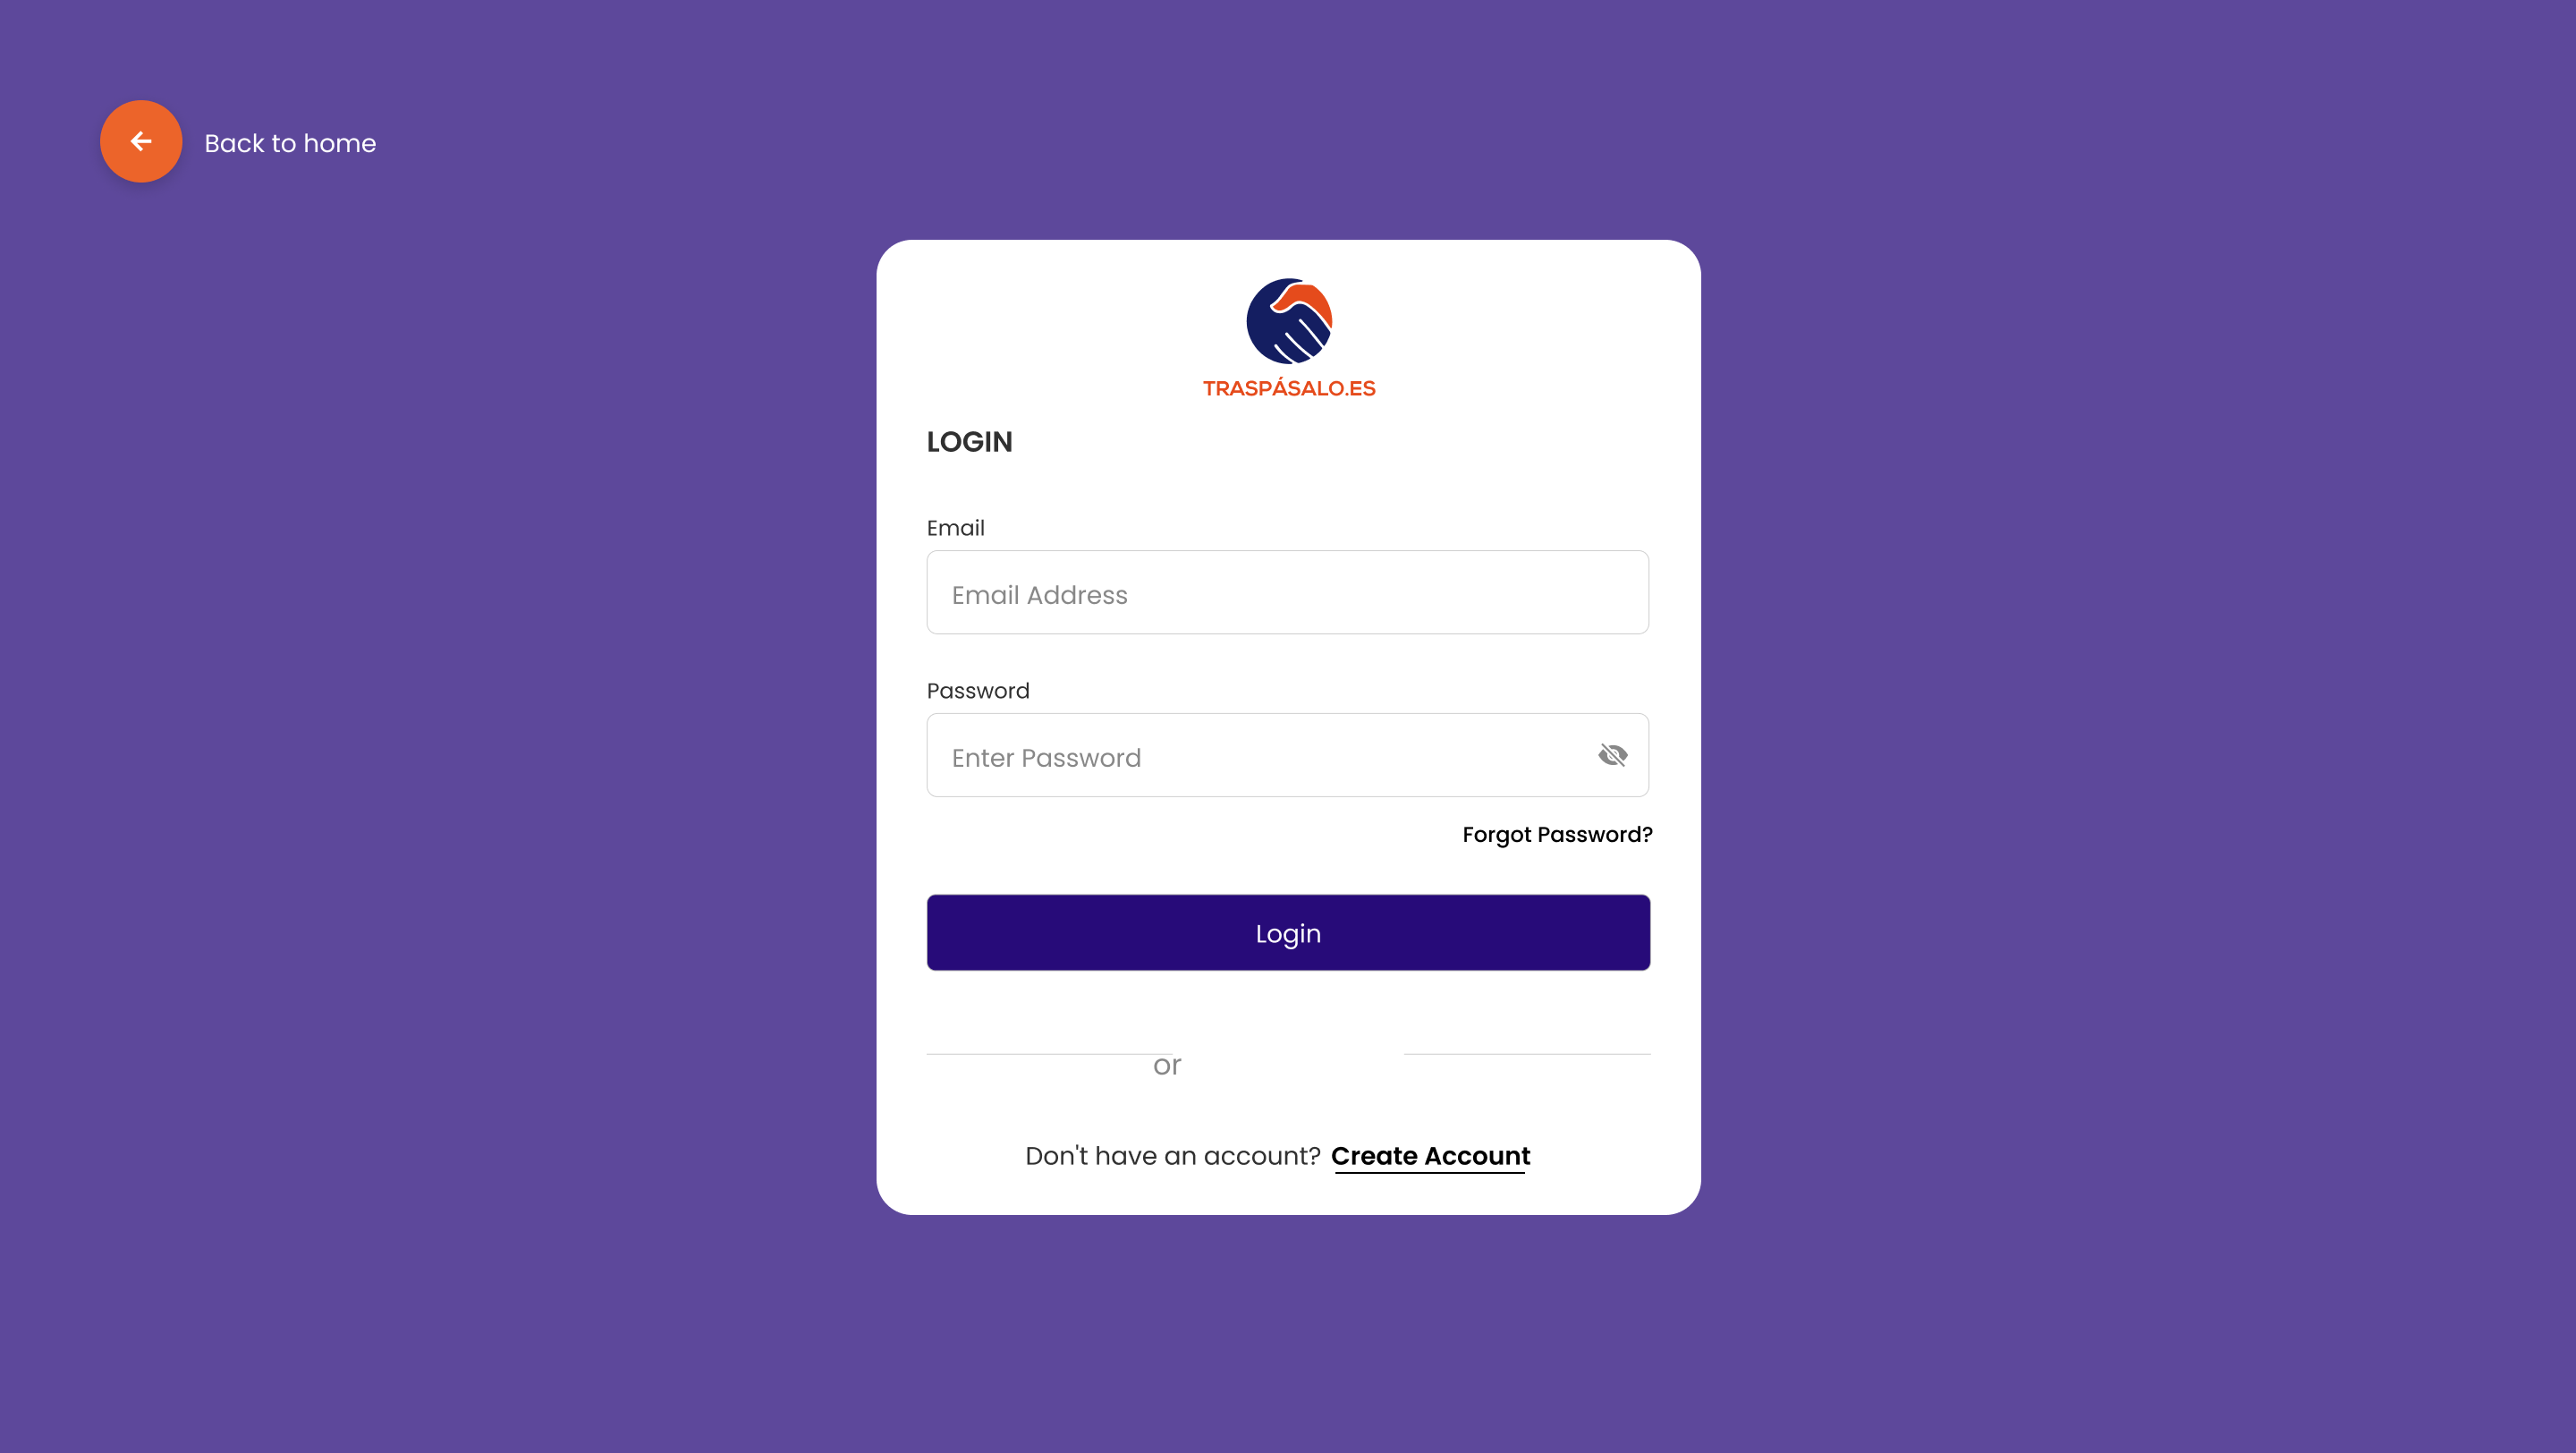 Back to home
TRASPÁSALO.ES
LOGIN
Email
Email Address
Password
Enter Password
Forgot Password?
Login
or
Don't have an account? Create Account